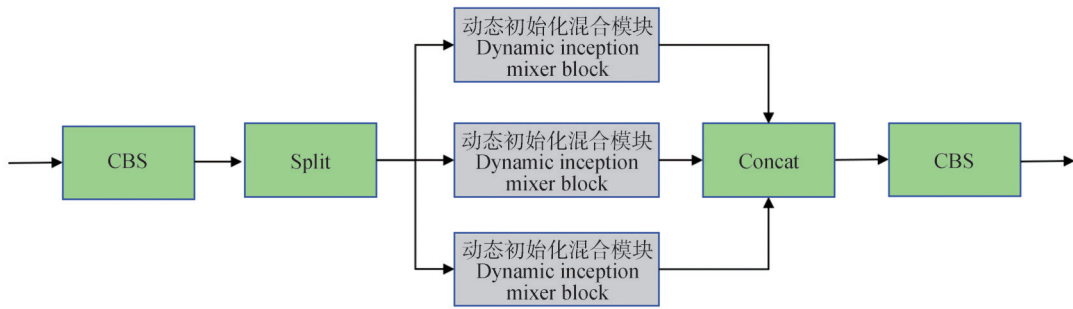 CBS
Split
动态初始化混合模块
Dynamic inception
mixer block
动态初始化混合模块
Dynamic inception
mixer block
动态初始化混合模块
Dynamic inception
mixer block
Concat
CBS